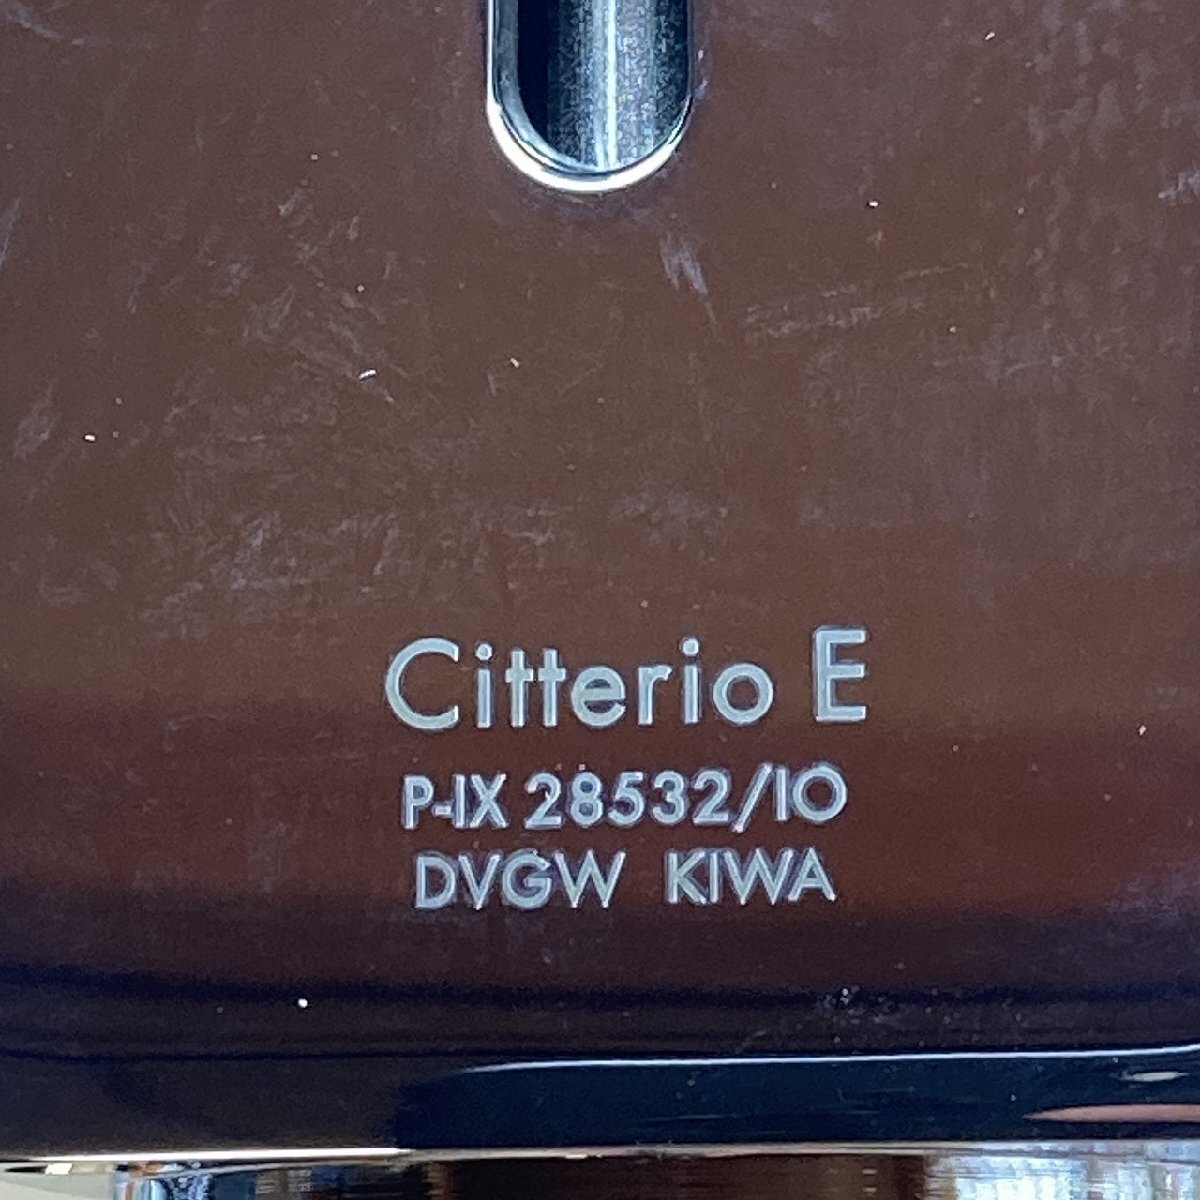 Citterio E
P-IX 28532/IO
DVGW KIWA